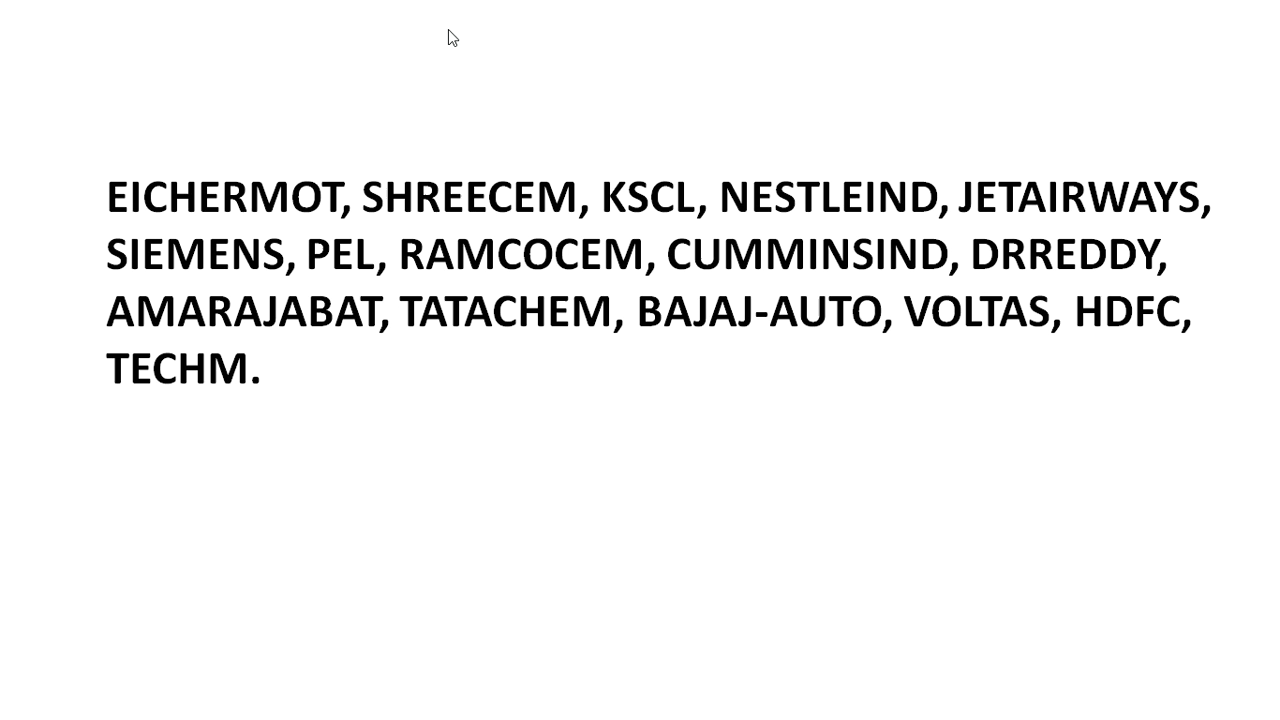 EICHERMOT, SHREECEM, KSCL, NESTLEIND, JETAIRWAYS,
SIEMENS, PEL, RAMCOCEM, CUMMINSIND, DRREDDY,
AMARAJABAT, TATACHEM, BAJAJ-AUTO, VOLTAS, HDFC,
TECHM.